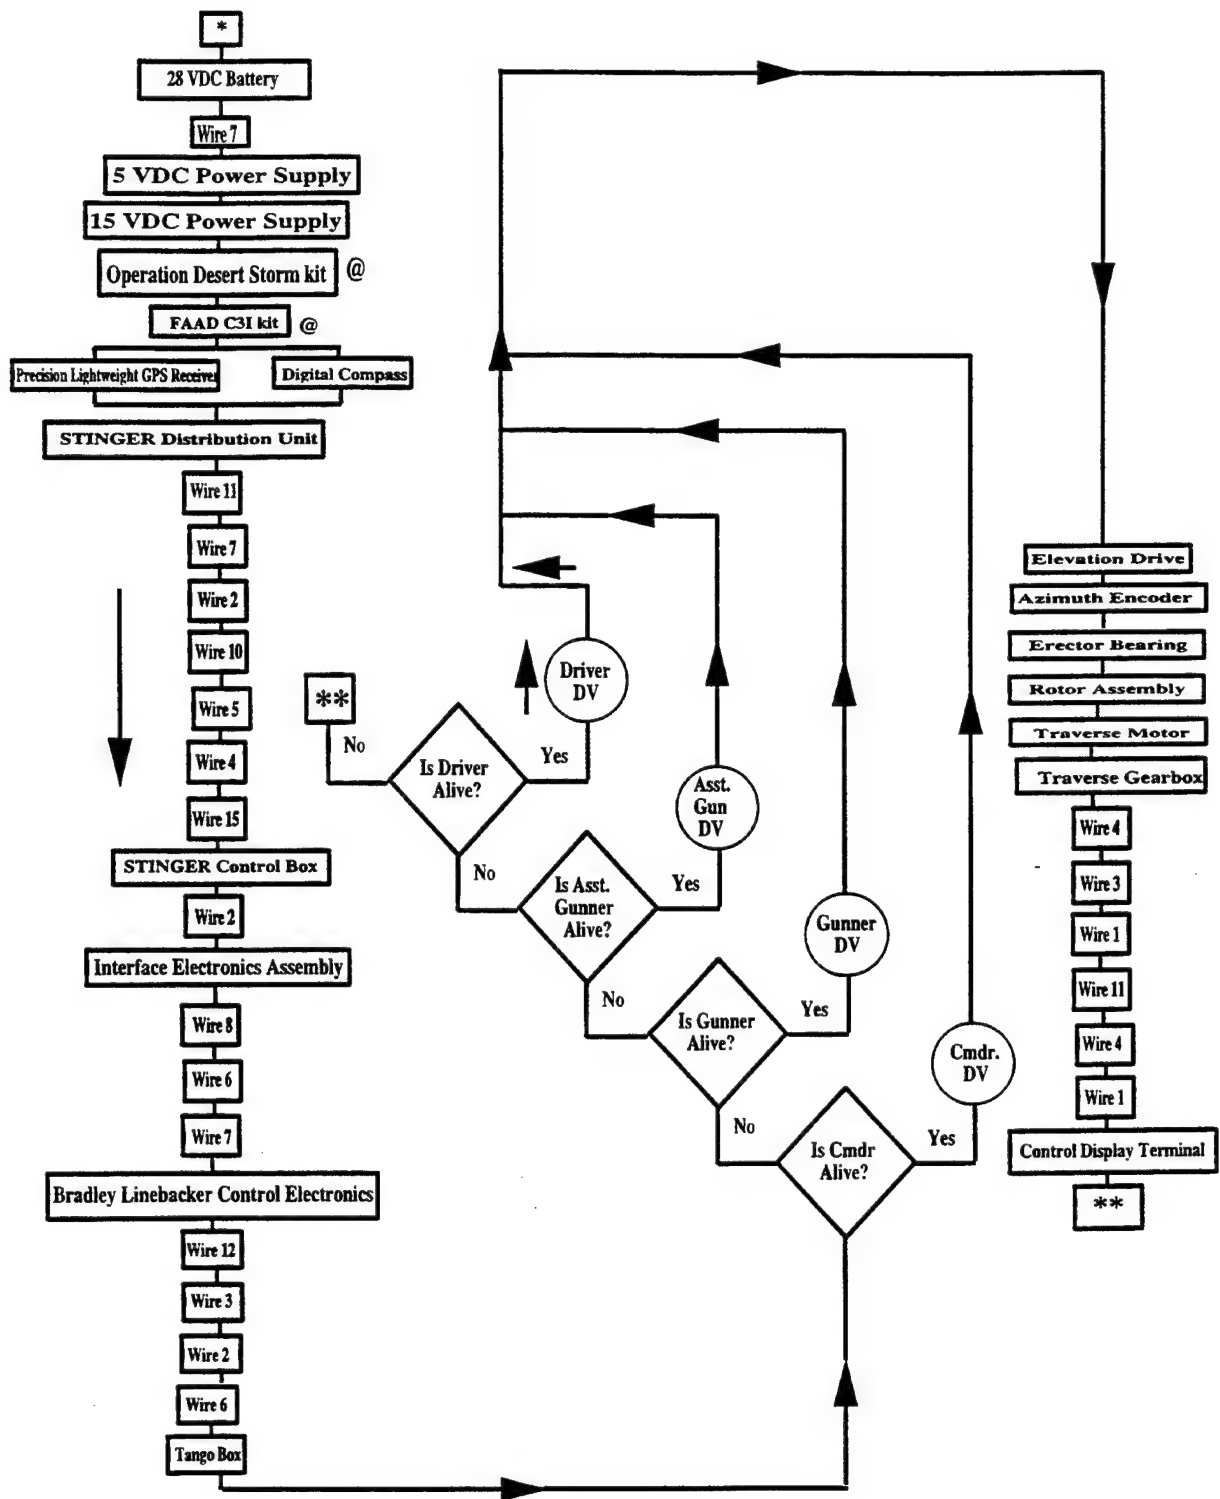 *
28 VDC Battery
Wire 7
5 VDC Power Supply
15 VDC Power Supply
Operation Desert Storm kit @
FAAD C3I kit @
Precision Lightweight GPS Receiver
Digital Compass
STINGER Distribution Unit
Wire 11
Wire 7
Wire 2
Wire 10
Wire 5
Wire 4
Wire 15
STINGER Control Box
Wire 2
Interface Electronics Assembly
Wire 8
Wire 6
Wire 7
Bradley Linebacker Control Electronics
Wire 12
Wire 3
Wire 2
Wire 6
Tango Box
**
No
Is Driver
Alive?
Yes
Driver
DV
No
Is Asst.
Gunner
Alive?
Yes
Asst.
Gun
DV
No
Is Gunner
Alive?
Yes
Gunner
DV
No
Is Cmdr
Alive?
Yes
Cmdr.
DV
Elevation Drive
Azimuth Encoder
Erector Bearing
Rotor Assembly
Traverse Motor
Traverse Gearbox
Wire 4
Wire 3
Wire 1
Wire 11
Wire 4
Wire 1
Control Display Terminal
**